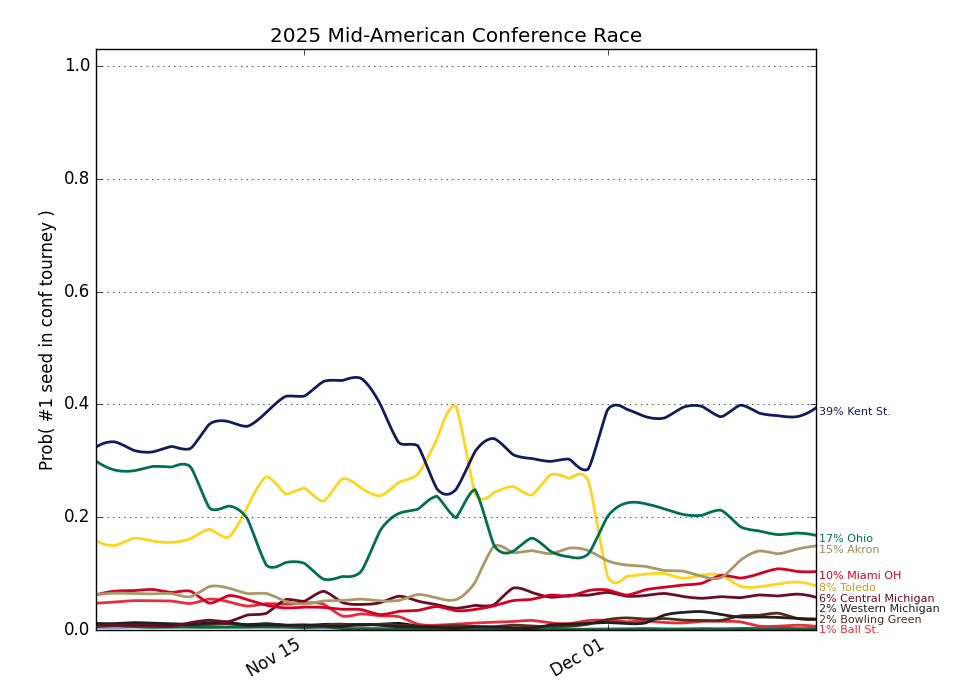 2025 Mid-American Conference Race
Prob( #1 seed in conf tourney )
1.0
0.8
0.6
0.4
0.2
0.0
Nov 15
Dec 01
39% Kent St.
17% Ohio
15% Akron
10% Miami OH
8% Toledo
6% Central Michigan
2% Western Michigan
2% Bowling Green
1% Ball St.